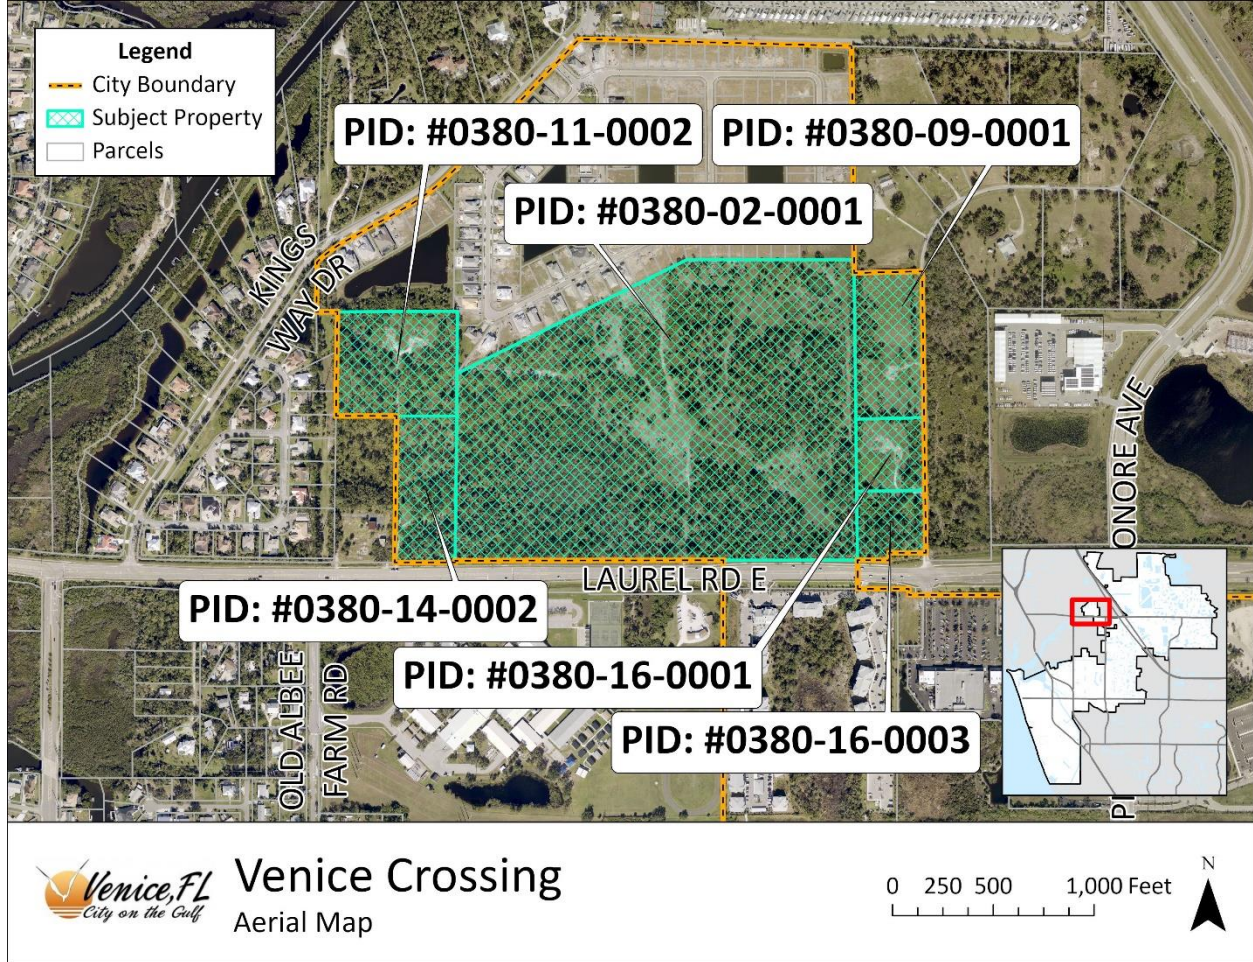 Legend
City Boundary
Subject Property
Parcels
PID: #0380-11-0002
PID: #0380-09-0001
PID: #0380-02-0001
KINGS
WAY DR
ONORE AVE
LAUREL RD E
PID: #0380-14-0002
PID: #0380-16-0001
PID: #0380-16-0003
OLD ALBEE
FARM RD
Venice, FL
City on the Gulf
Venice Crossing
Aerial Map
0 250 500 1,000 Feet
N